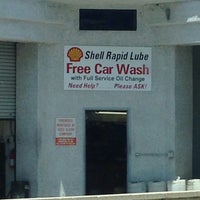 Shell Rapid Lube
Free Car Wash
with Full Service Oil Change
Need Help? Please ASK!